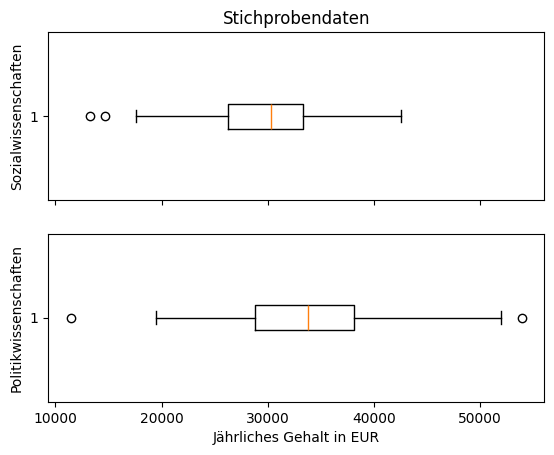 Stichprobendaten
Sozialwissenschaften
1
Politikwissenschaften
1
10000 20000 30000 40000 50000
Jährliches Gehalt in EUR